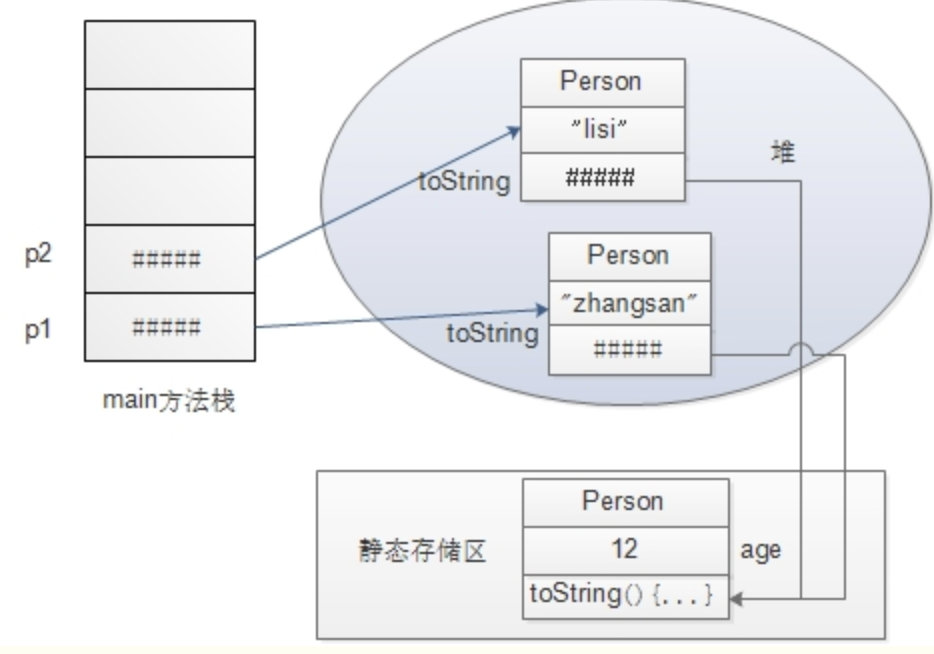 p2
#####
p1
#####
main方法栈
Person
"lisi"
toString
#####
堆
Person
"zhangsan"
toString
#####
静态存储区
Person
12
age
toString() {...}